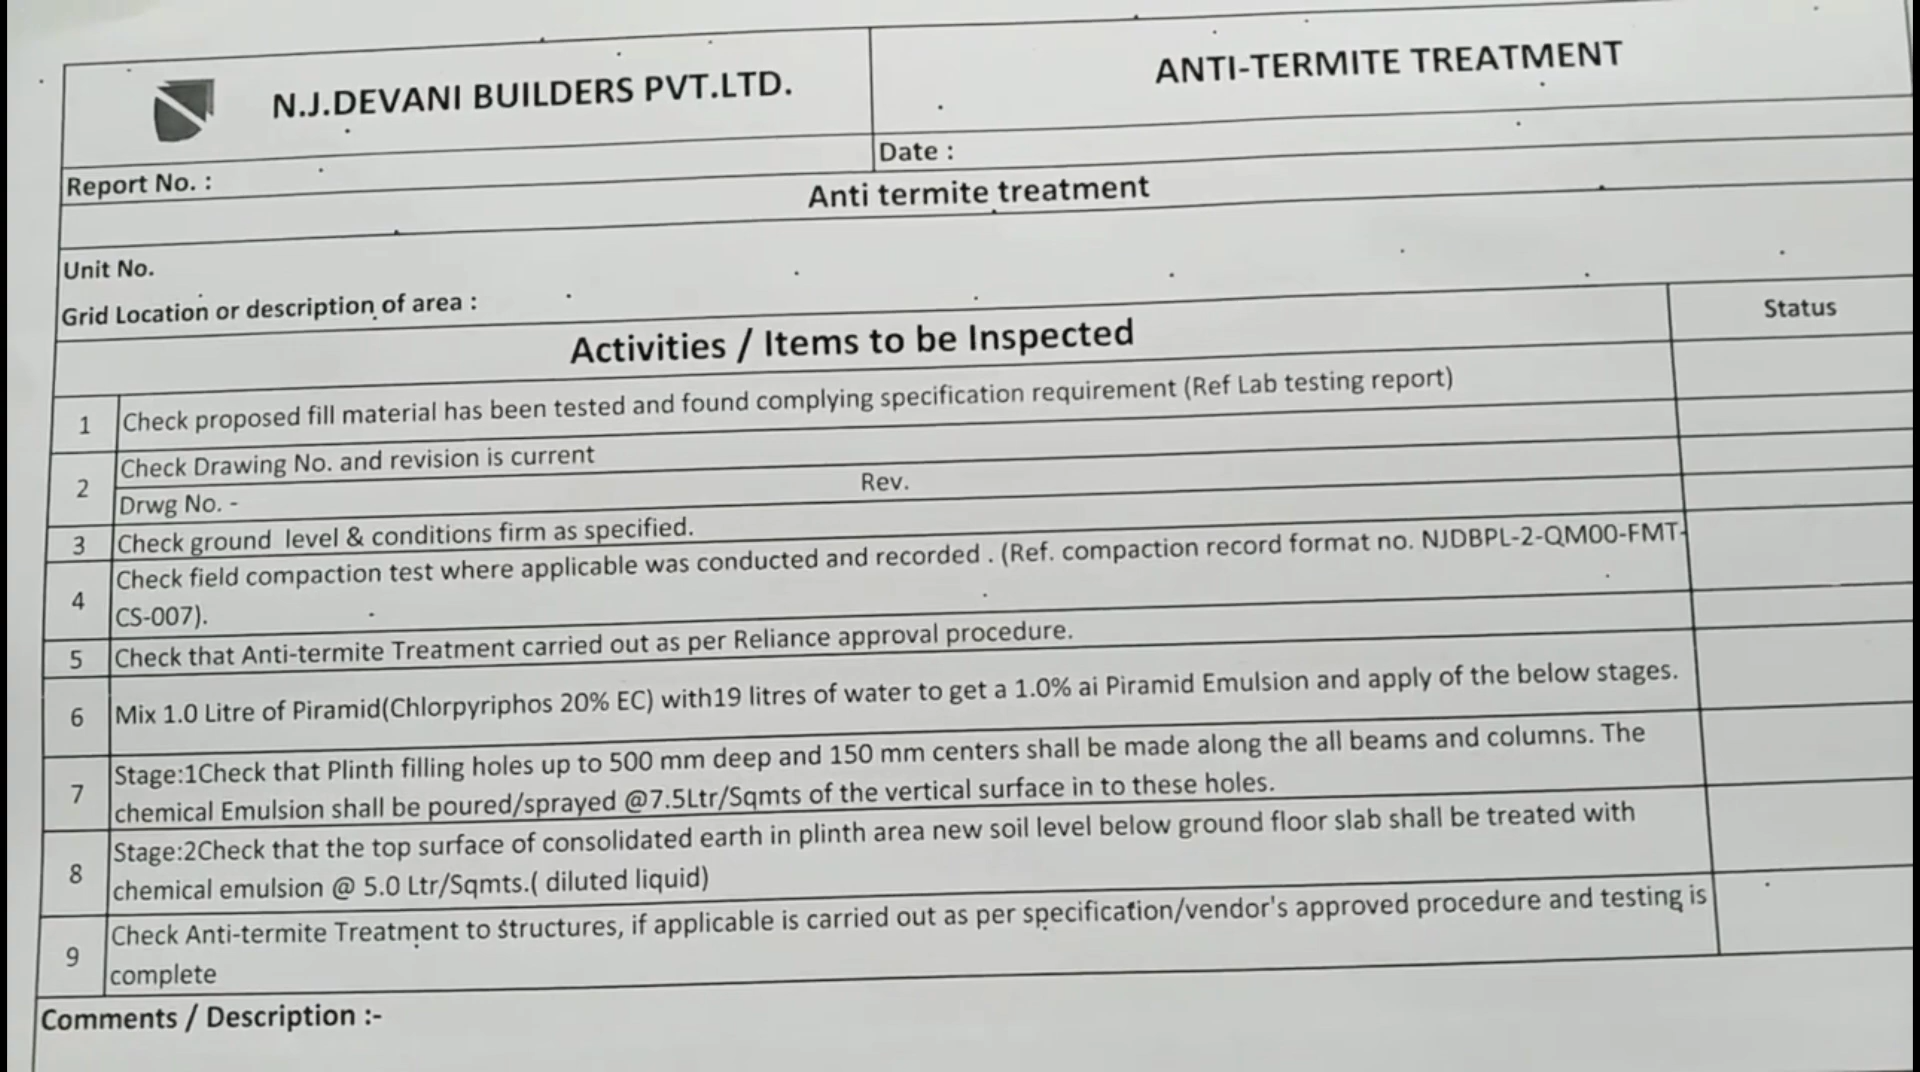 N.J.DEVANI BUILDERS PVT.LTD.
ANTI-TERMITE TREATMENT
Report No. :
Date :
Anti termite treatment
Unit No.
Grid Location or description of area :
Activities / Items to be Inspected
Status
1 Check proposed fill material has been tested and found complying specification requirement (Ref Lab testing report)
2 Check Drawing No. and revision is current
Drwg No. - Rev.
3 Check ground level & conditions firm as specified.
4 Check field compaction test where applicable was conducted and recorded . (Ref. compaction record format no. NJDBPL-2-QM00-FMT-
CS-007).
5 Check that Anti-termite Treatment carried out as per Reliance approval procedure.
6 Mix 1.0 Litre of Piramid(Chlorpyriphos 20% EC) with19 litres of water to get a 1.0% ai Piramid Emulsion and apply of the below stages.
7 Stage:1Check that Plinth filling holes up to 500 mm deep and 150 mm centers shall be made along the all beams and columns. The
chemical Emulsion shall be poured/sprayed @7.5Ltr/Sqmts of the vertical surface in to these holes.
8 Stage:2Check that the top surface of consolidated earth in plinth area new soil level below ground floor slab shall be treated with
chemical emulsion @ 5.0 Ltr/Sqmts.( diluted liquid)
9 Check Anti-termite Treatment to Structures, if applicable is carried out as per specification/vendor's approved procedure and testing is
complete
Comments / Description :-